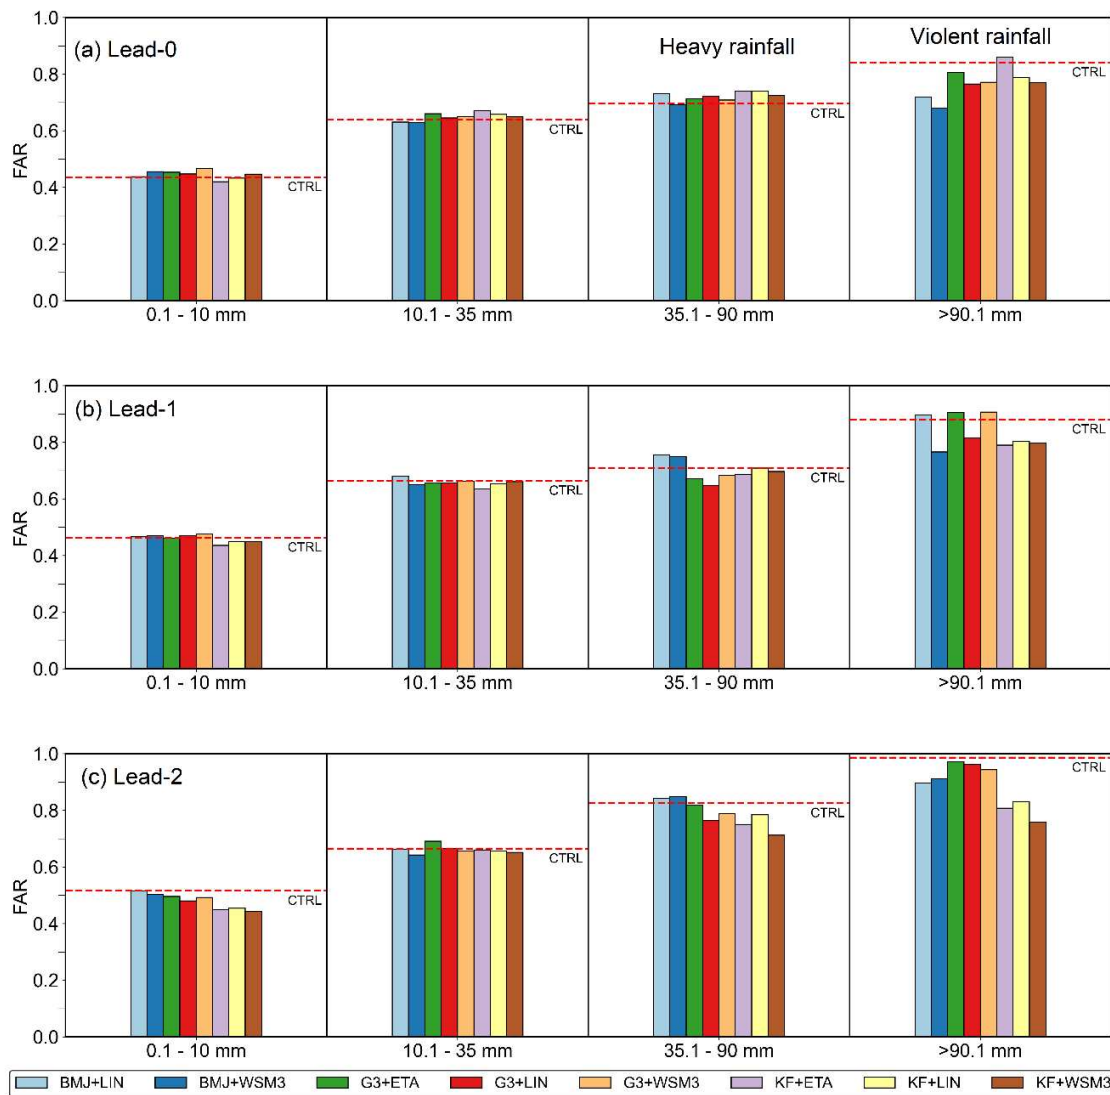 (a) Lead-0
Heavy rainfall
Violent rainfall
FAR
1.0
0.8
0.6
0.4
0.2
0.0
CTRL
CTRL
CTRL
CTRL
0.1 - 10 mm
10.1 - 35 mm
35.1 - 90 mm
>90.1 mm
(b) Lead-1
FAR
1.0
0.8
0.6
0.4
0.2
0.0
CTRL
CTRL
CTRL
CTRL
0.1 - 10 mm
10.1 - 35 mm
35.1 - 90 mm
>90.1 mm
(c) Lead-2
FAR
1.0
0.8
0.6
0.4
0.2
0.0
CTRL
CTRL
CTRL
CTRL
0.1 - 10 mm
10.1 - 35 mm
35.1 - 90 mm
>90.1 mm
BMJ+LIN
BMJ+WSM3
G3+ETA
G3+LIN
G3+WSM3
KF+ETA
KF+LIN
KF+WSM3